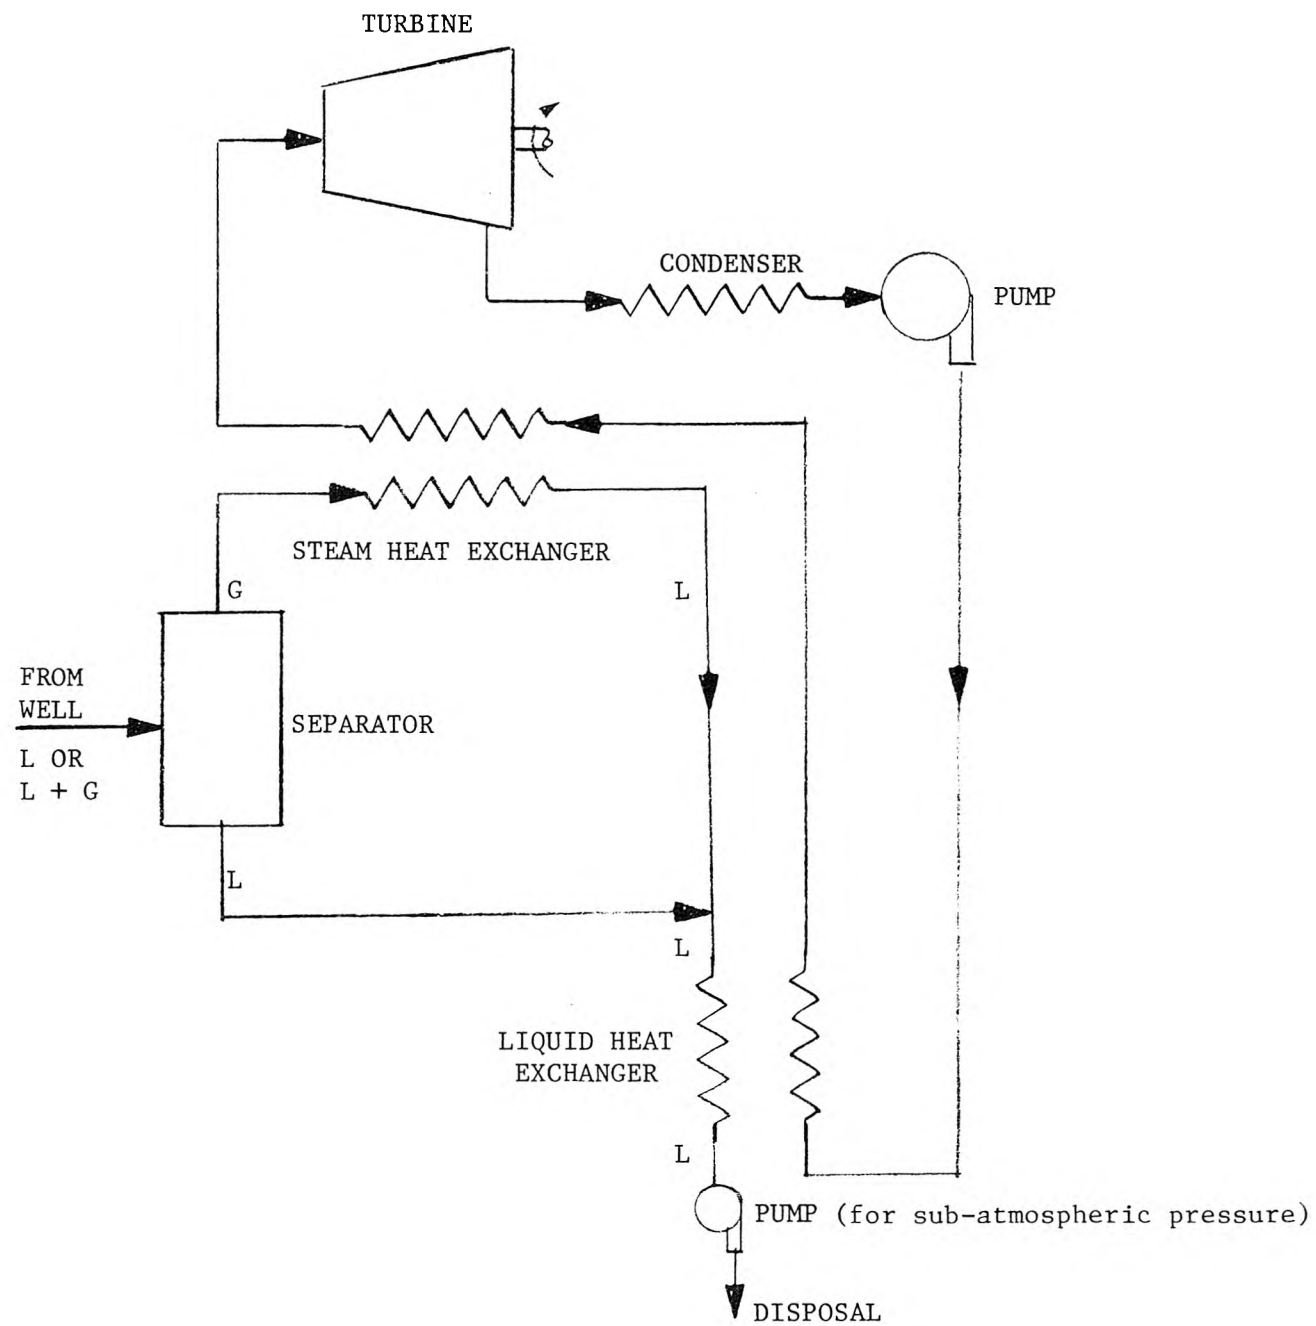 TURBINE
CONDENSER
PUMP
STEAM HEAT EXCHANGER
G
L
FROM
WELL
SEPARATOR
L OR
L + G
L
L
LIQUID HEAT
EXCHANGER
L
PUMP (for sub-atmospheric pressure)
DISPOSAL